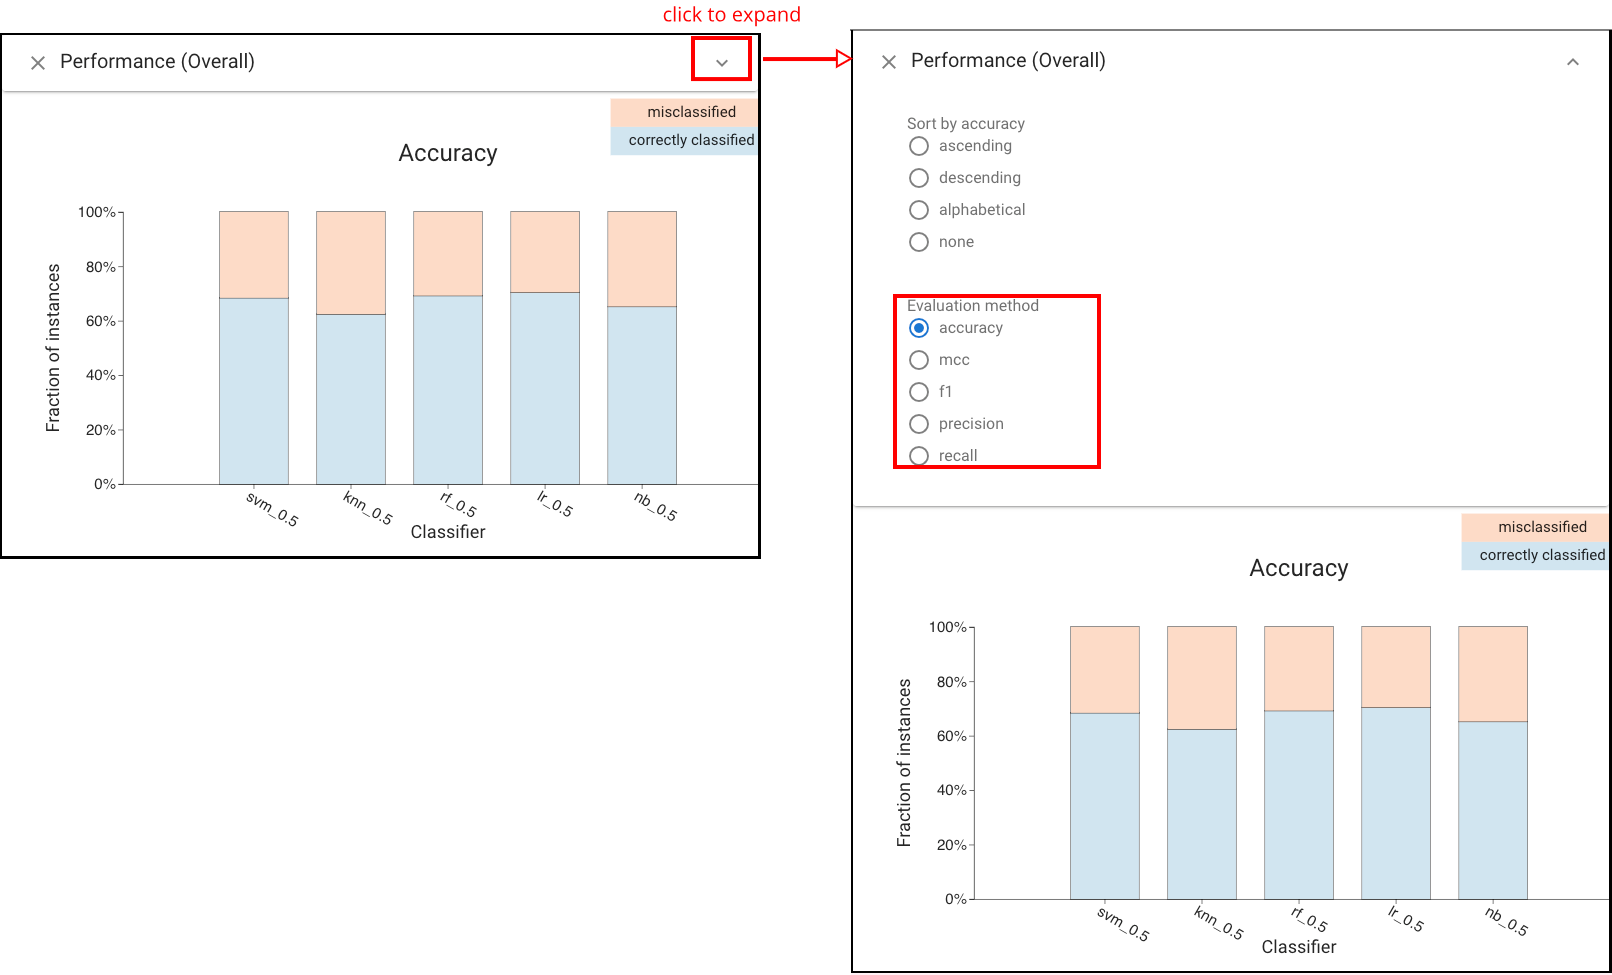 click to expand
Performance (Overall)
misclassified
correctly classified
Accuracy
100%
80%
60%
40%
20%
0%
Fraction of instances
svm_0.5
knn_0.5
rf_0.5
lr_0.5
nb_0.5
Classifier
Performance (Overall)
Sort by accuracy
ascending
descending
alphabetical
none
Evaluation method
accuracy
mcc
f1
precision
recall
misclassified
correctly classified
Accuracy
100%
80%
60%
40%
20%
0%
Fraction of instances
svm_0.5
knn_0.5
rf_0.5
lr_0.5
nb_0.5
Classifier